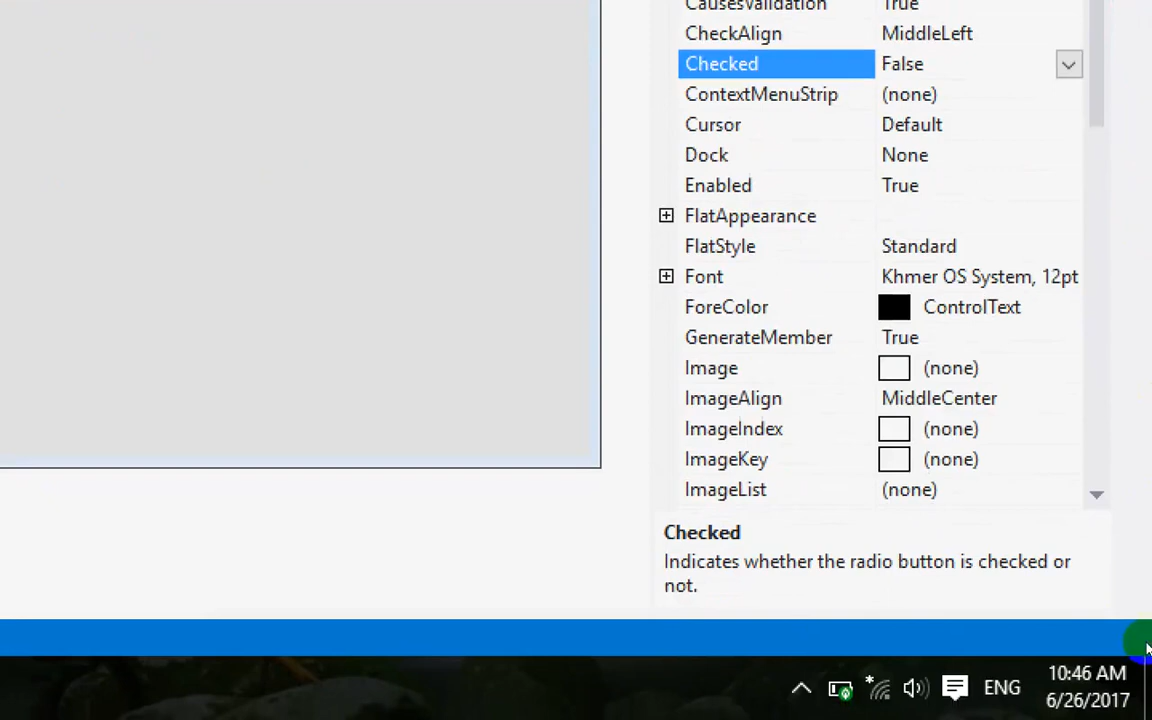 CausesValidation True
CheckAlign MiddleLeft
Checked False
ContextMenuStrip (none)
Cursor Default
Dock None
Enabled True
FlatAppearance
FlatStyle Standard
Font Khmer OS System, 12pt
ForeColor ControlText
GenerateMember True
Image (none)
ImageAlign MiddleCenter
ImageIndex (none)
ImageKey (none)
ImageList (none)
Checked
Indicates whether the radio button is checked or
not.
ENG
10:46 AM
6/26/2017